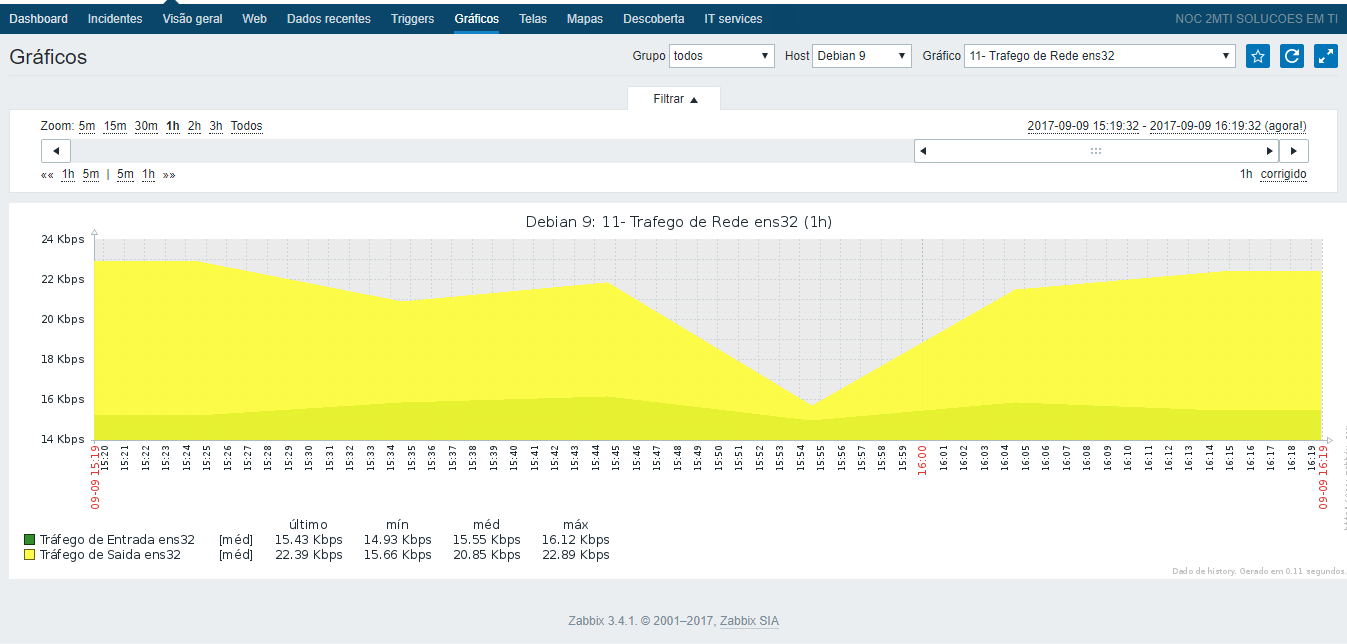 Dashboard Incidentes Visão geral Web Dados recentes Triggers Gráficos Telas Mapas Descoberta IT services NOC 2MTI SOLUCOES EM TI
Gráficos Grupo todos Host Debian 9 Gráfico 11- Trafego de Rede ens32
Filtrar ▲
Zoom: 5m 15m 30m 1h 2h 3h Todos 2017-09-09 15:19:32 - 2017-09-09 16:19:32 (agora!)
«« 1h 5m | 5m 1h »» 1h corrigido
Debian 9: 11- Trafego de Rede ens32 (1h)
24 Kbps
22 Kbps
20 Kbps
18 Kbps
16 Kbps
14 Kbps
09-09 15:19 15:20 15:21 15:22 15:23 15:24 15:25 15:26 15:27 15:28 15:29 15:30 15:31 15:32 15:33 15:34 15:35 15:36 15:37 15:38 15:39 15:40 15:41 15:42 15:43 15:44 15:45 15:46 15:47 15:48 15:49 15:50 15:51 15:52 15:53 15:54 15:55 15:56 15:57 15:58 15:59 16:00 16:01 16:02 16:03 16:04 16:05 16:06 16:07 16:08 16:09 16:10 16:11 16:12 16:13 16:14 16:15 16:16 16:17 16:18 16:19 09-09 16:19
último mín méd máx
Tráfego de Entrada ens32 [méd] 15.43 Kbps 14.93 Kbps 15.55 Kbps 16.12 Kbps
Tráfego de Saida ens32 [méd] 22.39 Kbps 15.66 Kbps 20.85 Kbps 22.89 Kbps
Dado de history. Gerado em 0.11 segundos.
Zabbix 3.4.1. © 2001–2017, Zabbix SIA